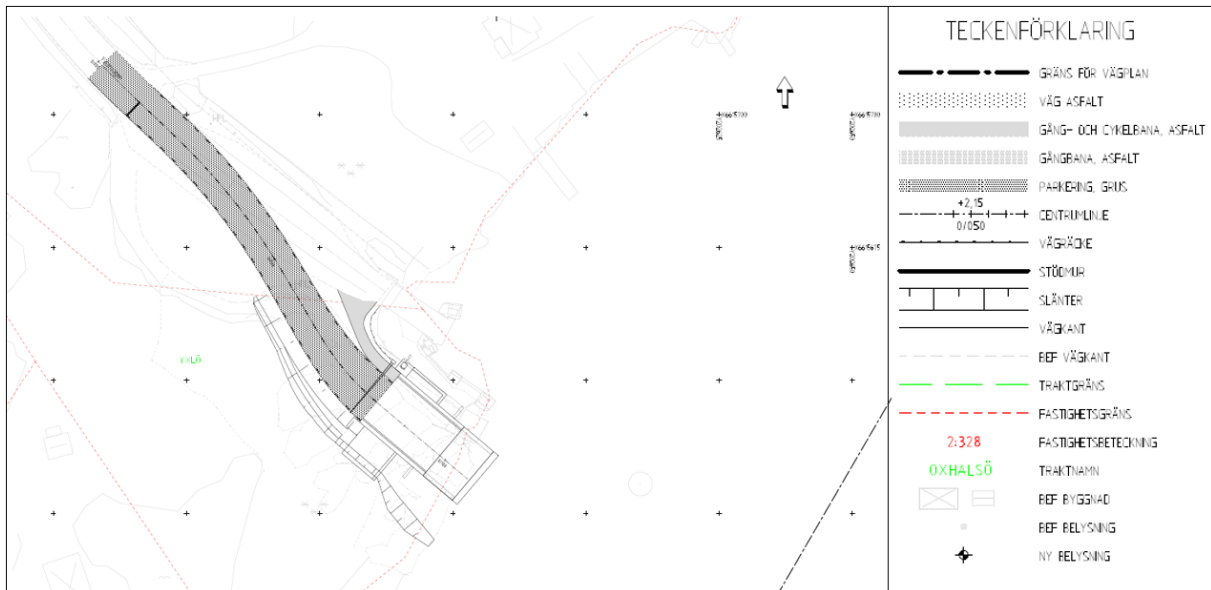 TECKENFÖRKLARING
GRÄNS FÖR VÄGPLAN
VÄG ASFALT
GÅNG- OCH CYKELBANA, ASFALT
GÅNGBANA, ASFALT
PARKERING, GRUS
+2,15
0/050
CENTRUMLINJE
VÄGRÄCKE
STÖDMUR
SLÄNTER
VÄGKANT
BEF VÄGKANT
TRAKTGRÄNS
FASTIGHETSGRÄNS
2:328
FASTIGHETSBETECKNING
OXHALSÖ
TRAKTNAMN
BEF BYGGNAD
BEF BELYSNING
NY BELYSNING